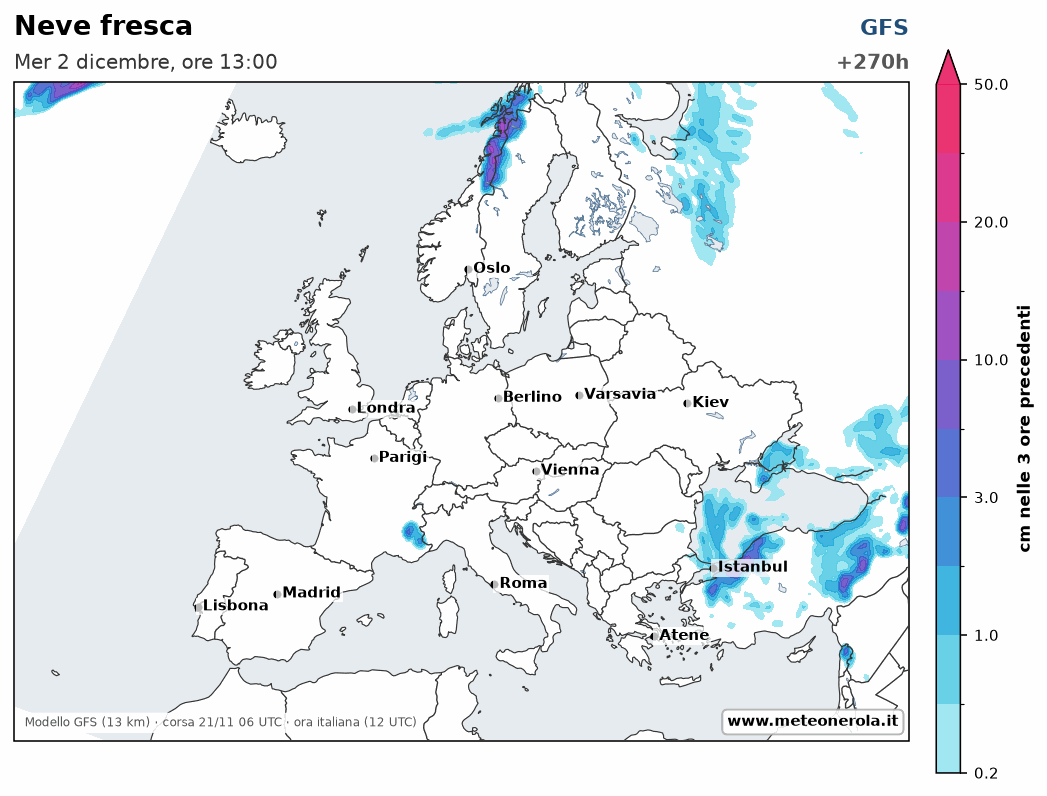 Neve fresca
GFS
Mer 2 dicembre, ore 13:00
+270h
50.0
20.0
10.0
3.0
1.0
0.2
cm nelle 3 ore precedenti
Oslo
Berlino
Varsavia
Kiev
Londra
Parigi
Vienna
Istanbul
Roma
Madrid
Lisbona
Atene
Modello GFS (13 km) · corsa 21/11 06 UTC · ora italiana (12 UTC)
www.meteonerola.it